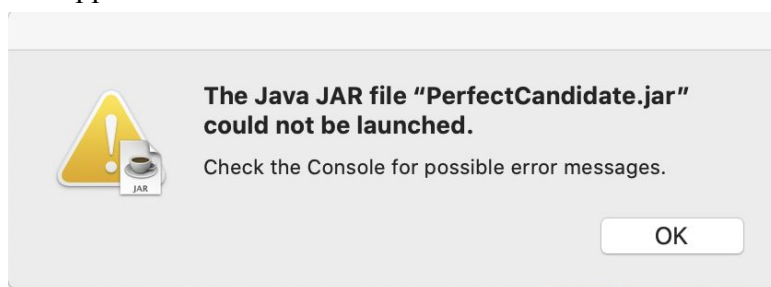 The Java JAR file “PerfectCandidate.jar”
could not be launched.
Check the Console for possible error messages.
JAR
OK